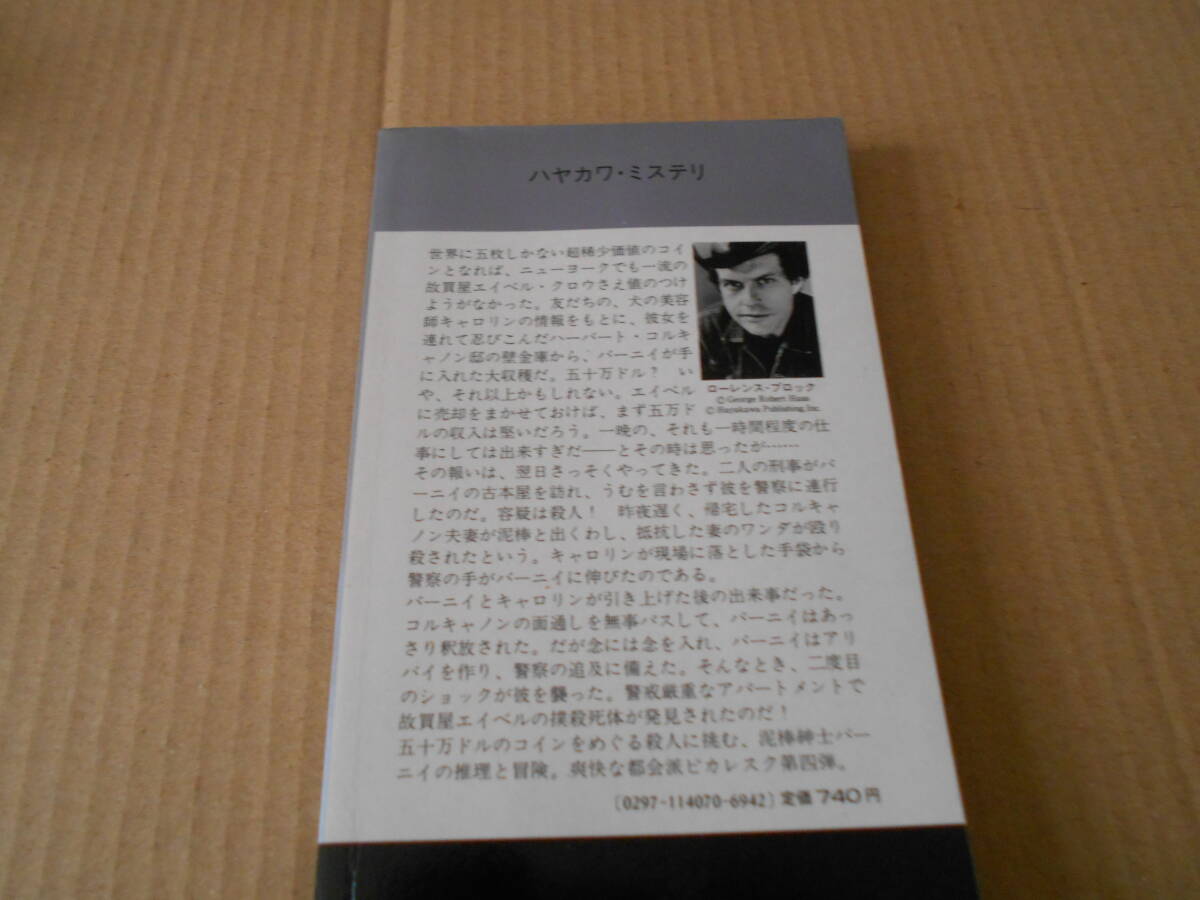 ハヤカワ・ミステリ
世界に五枚しかない超稀少価値のコイ
ンとなれば、ニューヨークでも一流の
故買屋エイベル・クロウさえ値のつけ
ようがなかった。友だちの、犬の美容
師キャロリンの情報をもとに、彼女を
連れて忍びこんだハーバート・コルキ
ャノン邸の壁金庫から、バーニイが手
に入れた大収穫だ。五十万ドル？　い
や、それ以上かもしれない。エイベル
に売却をまかせておけば、まず五万ド
ルの収入は堅いだろう。一晩の、それも一時間程度の仕
事にしては出来すぎだ――とその時は思ったが……
その報いは、翌日さっそくやってきた。二人の刑事がバ
ーニイの古本屋を訪れ、うむを言わさず彼を警察に連行
したのだ。容疑は殺人！　昨夜遅く、帰宅したコルキャ
ノン夫妻が泥棒と出くわし、抵抗した妻のワンダが殴り
殺されたという。キャロリンが現場に落とした手袋から
警察の手がバーニイに伸びたのである。
バーニイとキャロリンが引き上げた後の出来事だった。
コルキャノンの面通しを無事パスして、バーニイはあっ
さり釈放された。だが念には念を入れ、バーニイはアリ
バイを作り、警察の追及に備えた。そんなとき、二度目
のショックが彼を襲った。警戒厳重なアパートメントで
故買屋エイベルの撲殺死体が発見されたのだ！
五十万ドルのコインをめぐる殺人に挑む、泥棒紳士バー
ニイの推理と冒険。爽快な都会派ピカレスク第四弾。
ローレンス・ブロック
©George Robert Haas
©Hayakawa Publishing, Inc.
〔0297-114070-6942〕定価740円